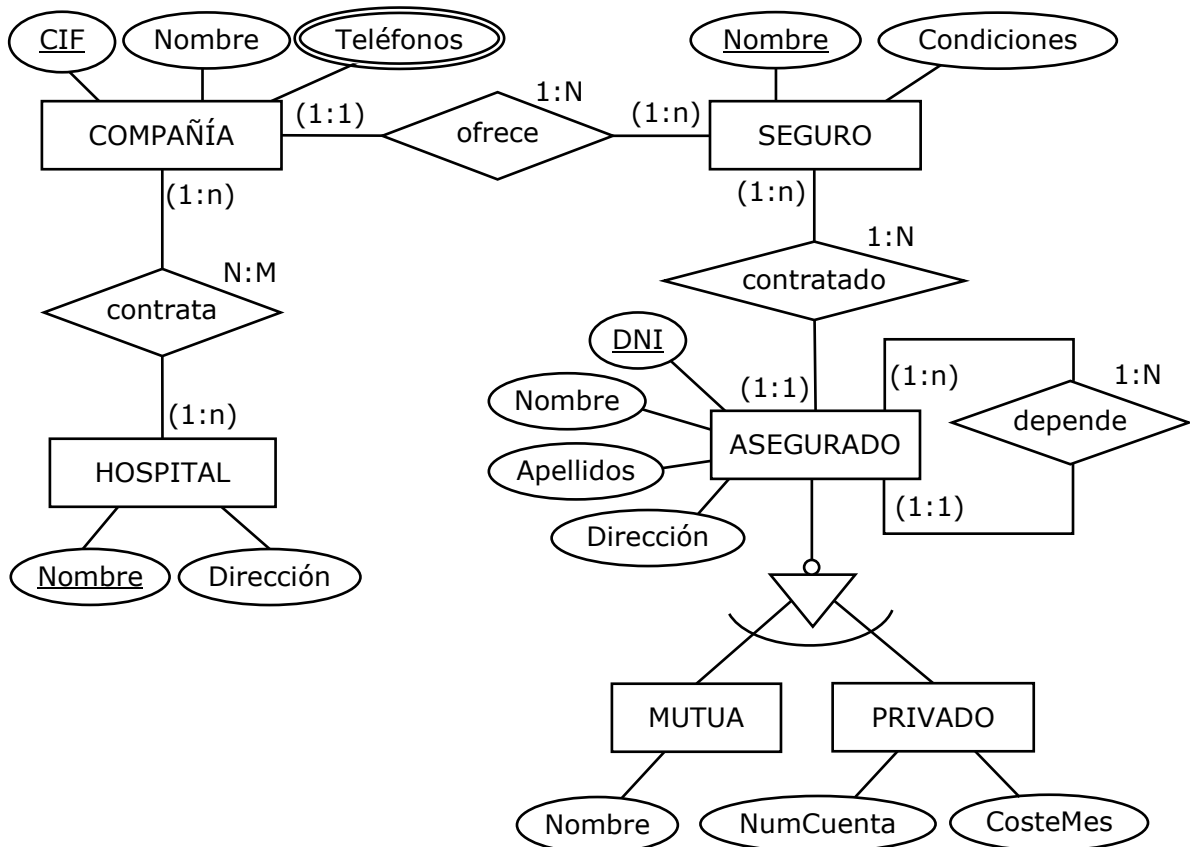 CIF
Nombre
Teléfonos
Nombre
Condiciones
COMPAÑÍA
(1:1)
1:N
ofrece
(1:n)
SEGURO
(1:n)
N:M
contrata
(1:n)
HOSPITAL
Nombre
Dirección
(1:n)
1:N
contratado
(1:1)
DNI
Nombre
Apellidos
Dirección
ASEGURADO
(1:n)
1:N
depende
(1:1)
MUTUA
PRIVADO
Nombre
NumCuenta
CosteMes